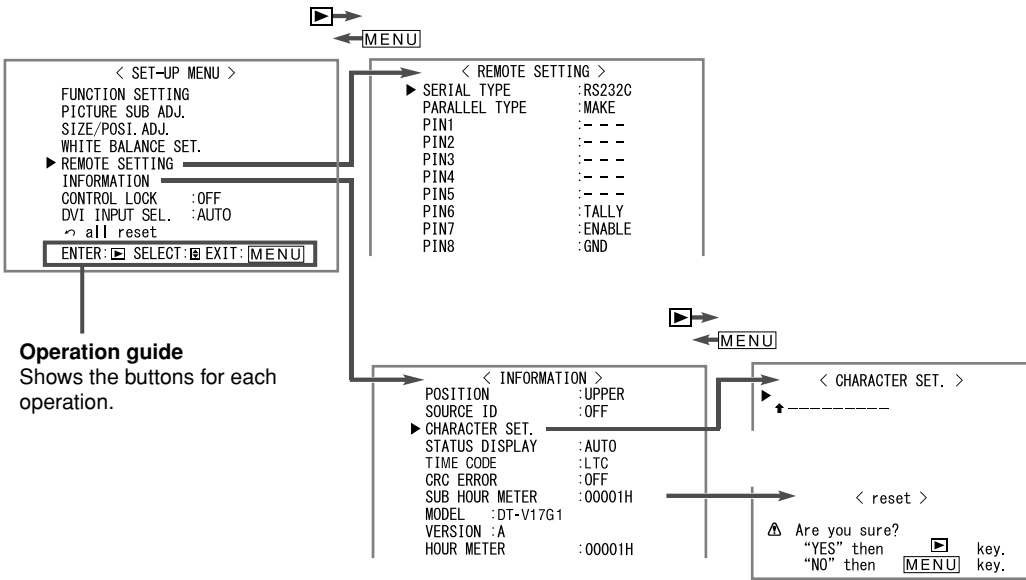 MENU
< SET-UP MENU >
FUNCTION SETTING
PICTURE SUB ADJ.
SIZE/POSI. ADJ.
WHITE BALANCE SET.
REMOTE SETTING
INFORMATION
CONTROL LOCK :OFF
DVI INPUT SEL. :AUTO
all reset
ENTER: SELECT: EXIT: MENU
< REMOTE SETTING >
SERIAL TYPE :RS232C
PARALLEL TYPE :MAKE
PIN1 :– – –
PIN2 :– – –
PIN3 :– – –
PIN4 :– – –
PIN5 :– – –
PIN6 :TALLY
PIN7 :ENABLE
PIN8 :GND
Operation guide
Shows the buttons for each
operation.
MENU
< INFORMATION >
POSITION :UPPER
SOURCE ID :OFF
CHARACTER SET.
STATUS DISPLAY :AUTO
TIME CODE :LTC
CRC ERROR :OFF
SUB HOUR METER :00001H
MODEL :DT-V17G1
VERSION :A
HOUR METER :00001H
< CHARACTER SET. >
----------
< reset >
Are you sure?
“YES” then key.
“NO” then MENU key.